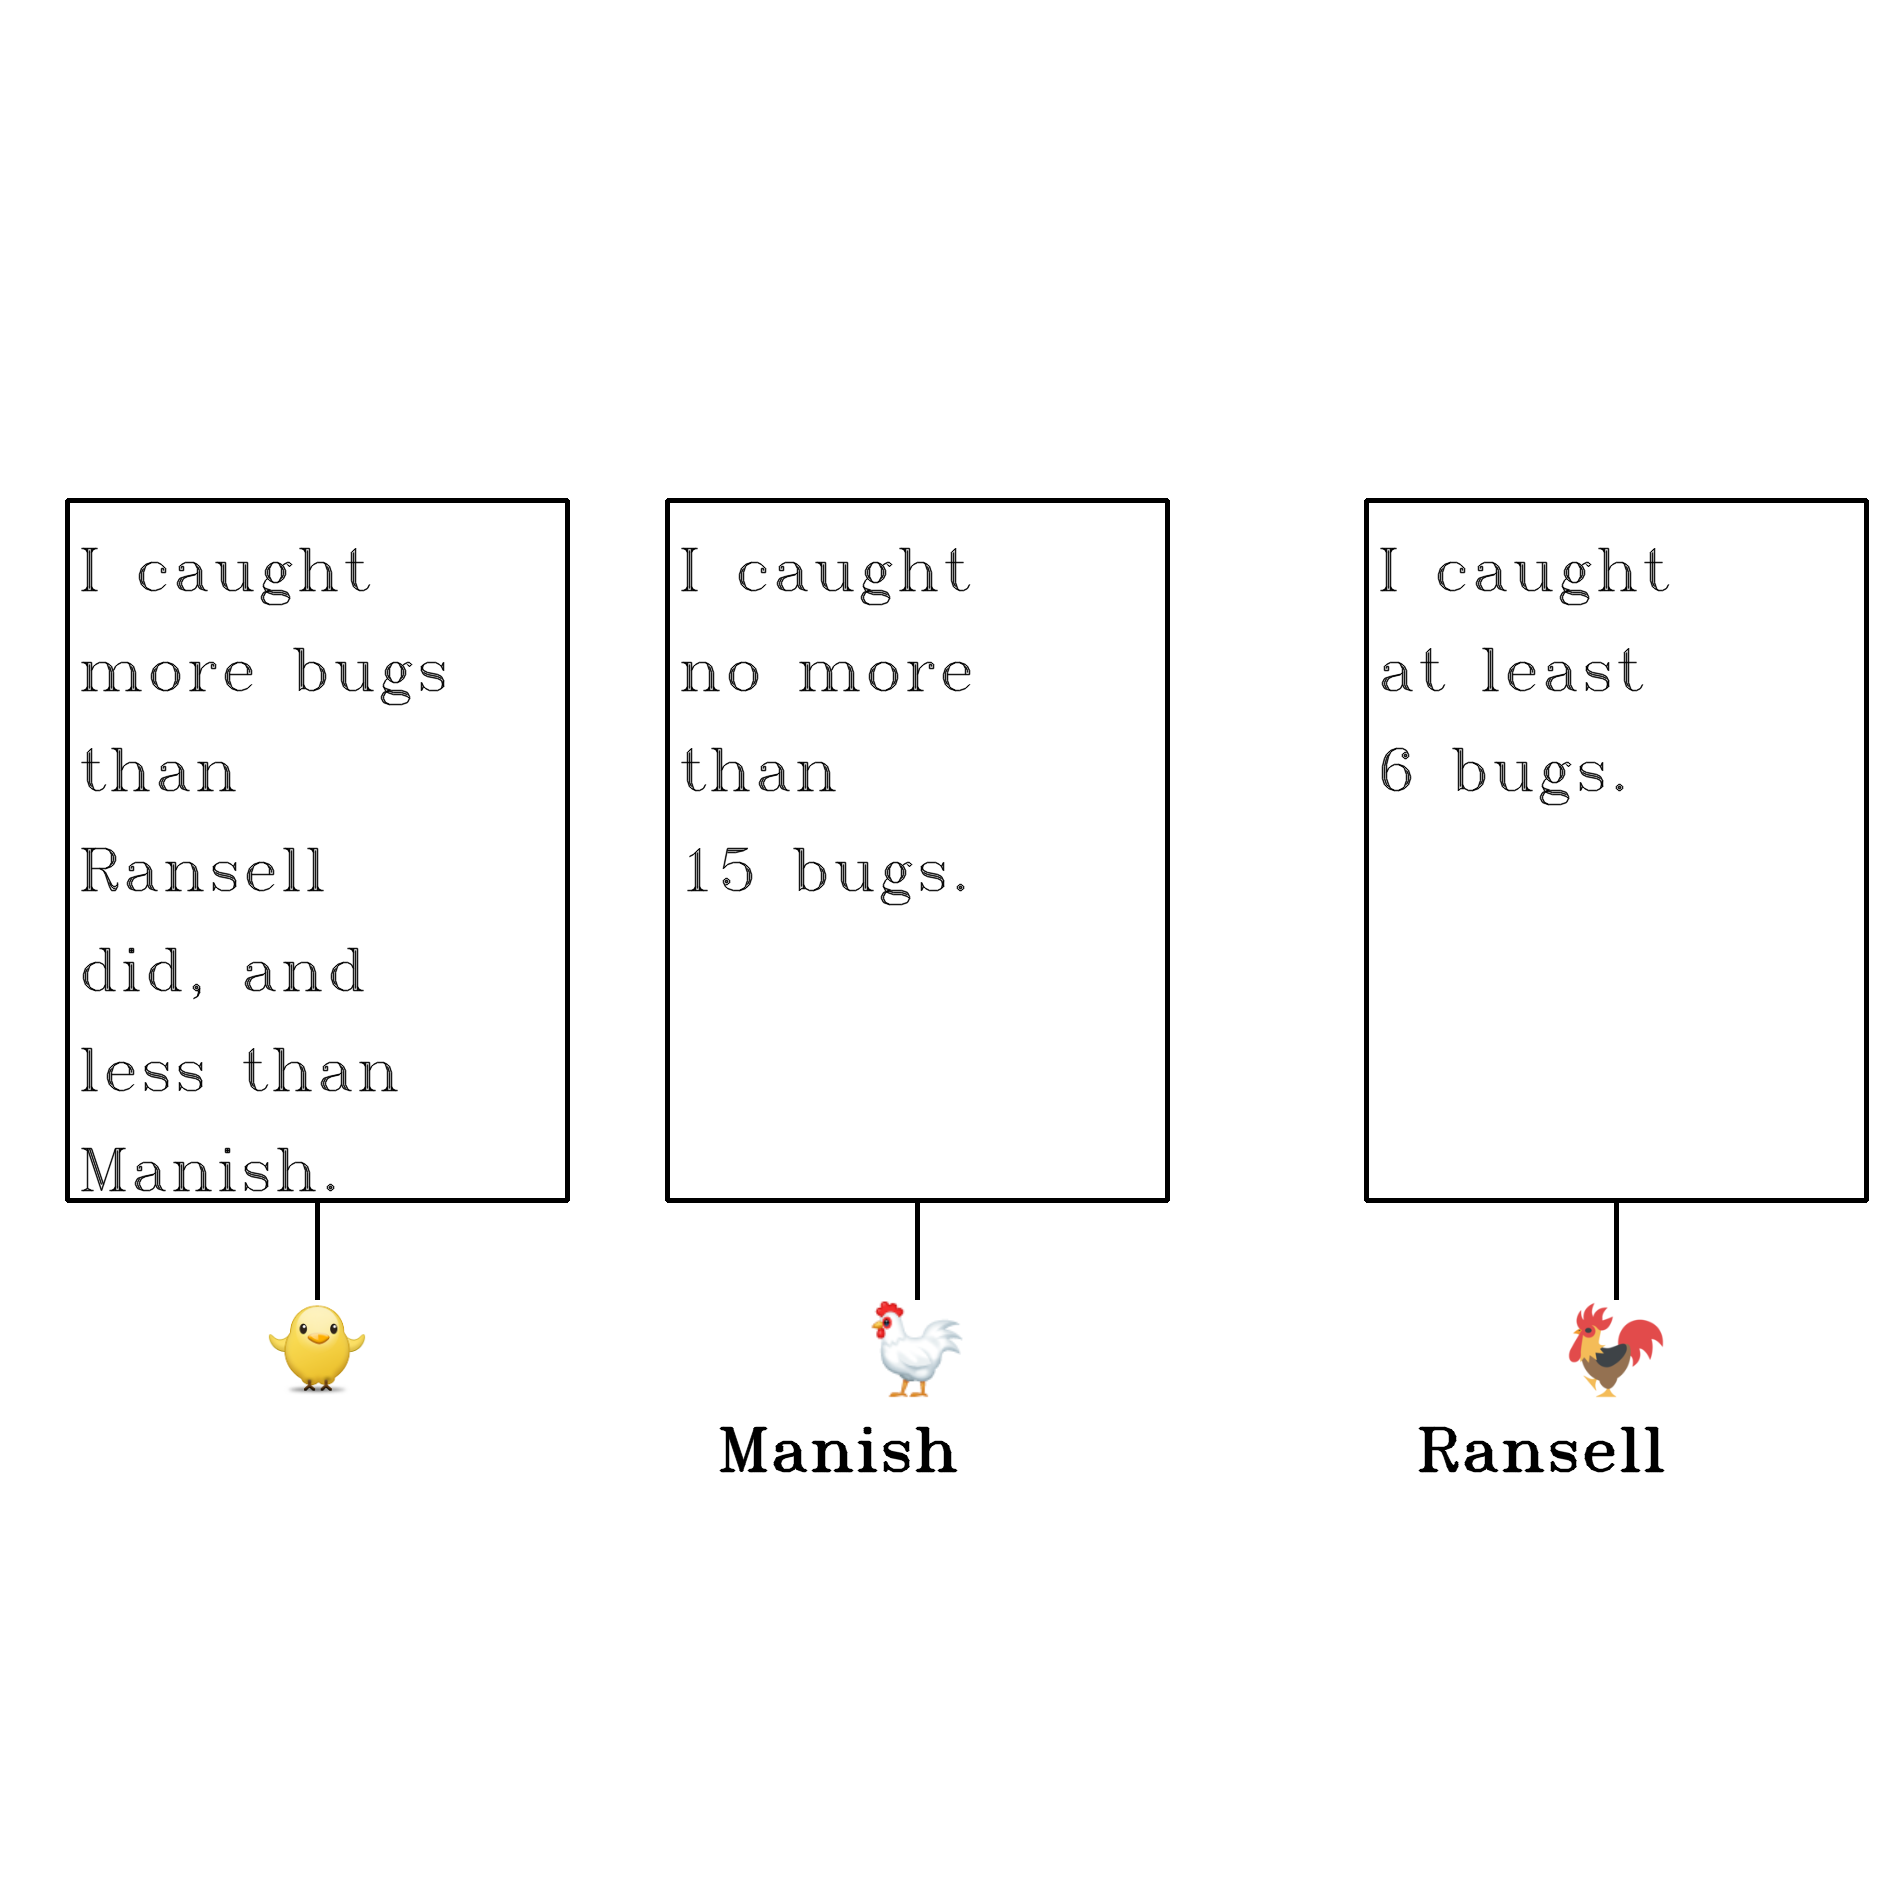 I caught
more bugs
than
Ransell
did, and
less than
Manish.
I caught
no more
than
15 bugs.
I caught
at least
6 bugs.
Manish
Ransell